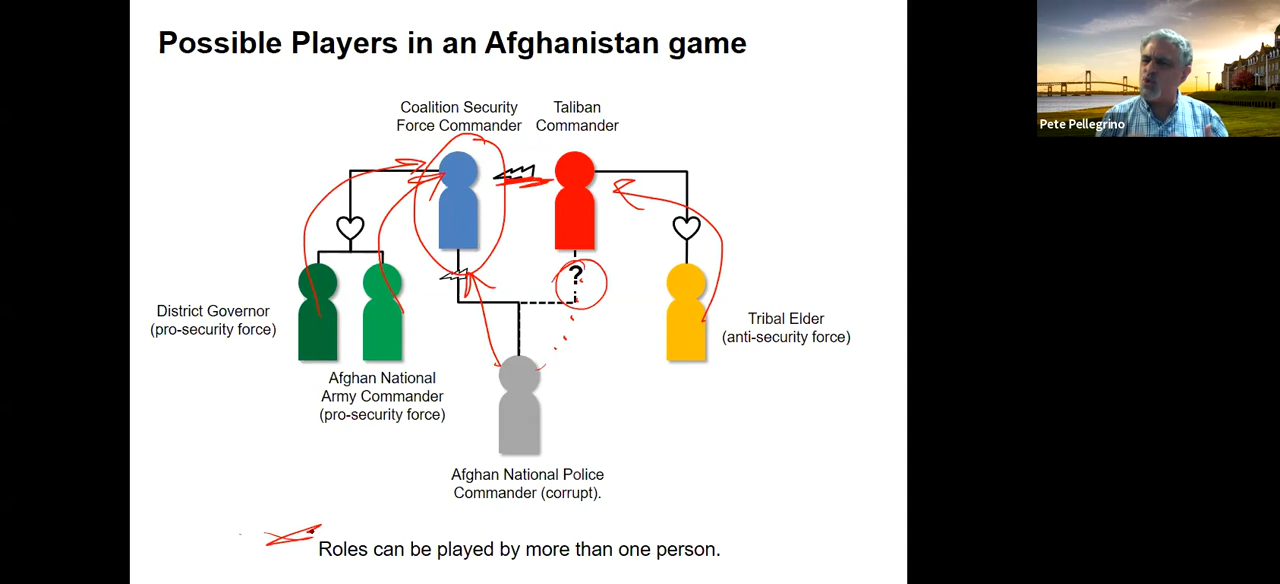 Possible Players in an Afghanistan game
Coalition Security
Force Commander
Taliban
Commander
Pete Pellegrino
?
District Governor
(pro-security force)
Tribal Elder
(anti-security force)
Afghan National
Army Commander
(pro-security force)
Afghan National Police
Commander (corrupt).
Roles can be played by more than one person.